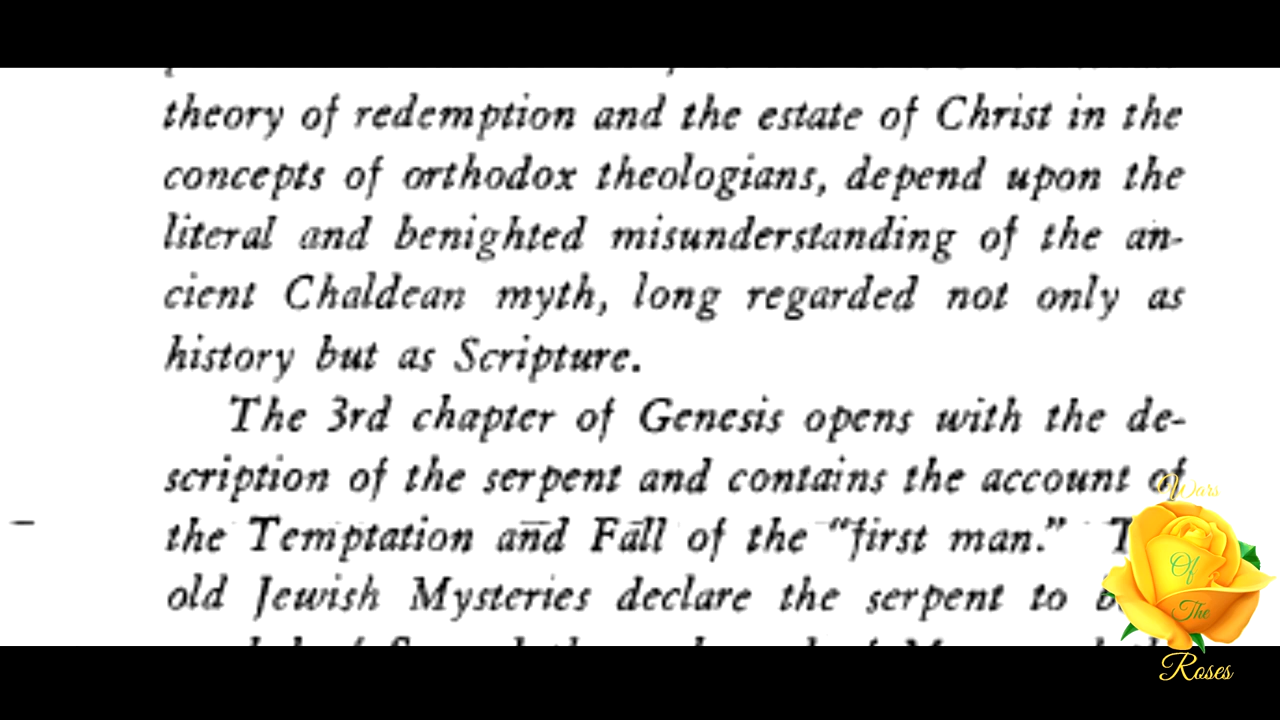 theory of redemption and the estate of Christ in the
concepts of orthodox theologians, depend upon the
literal and benighted misunderstanding of the an-
cient Chaldean myth, long regarded not only as
history but as Scripture.
The 3rd chapter of Genesis opens with the de-
scription of the serpent and contains the account of
the Temptation and Fall of the “first man.”
old Jewish Mysteries declare the serpent to
Wars
Of
The
Roses